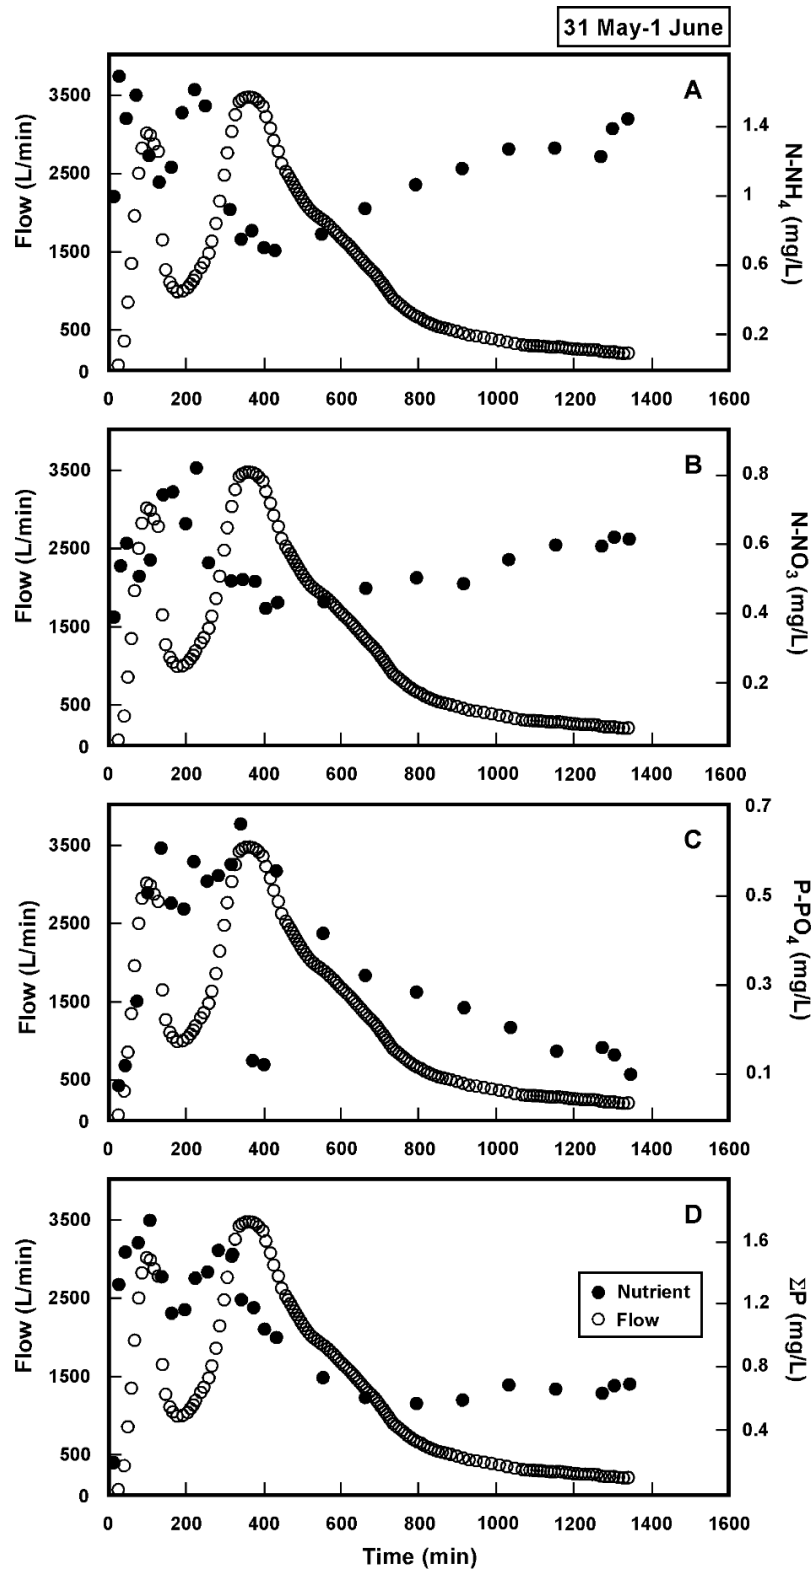 31 May-1 June
A
3500
2500
1500
500
0
Flow (L/min)
1.4
1
0.6
0.2
N-NH4 (mg/L)
0 200 400 600 800 1000 1200 1400 1600
B
3500
2500
1500
500
0
Flow (L/min)
0.8
0.6
0.4
0.2
N-NO3 (mg/L)
0 200 400 600 800 1000 1200 1400 1600
C
3500
2500
1500
500
0
Flow (L/min)
0.7
0.5
0.3
0.1
P-PO4 (mg/L)
0 200 400 600 800 1000 1200 1400 1600
D
3500
2500
1500
500
0
Flow (L/min)
1.6
1.2
0.8
0.4
ΣP (mg/L)
Nutrient
Flow
0 200 400 600 800 1000 1200 1400 1600
Time (min)